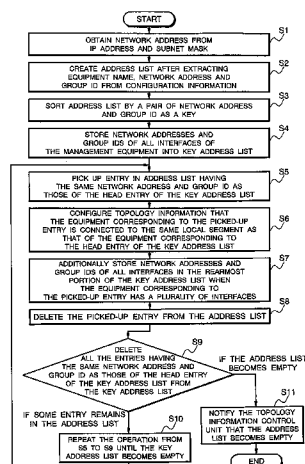 START
S1
OBTAIN NETWORK ADDRESS FROM
IP ADDRESS AND SUBNET MASK
S2
CREATE ADDRESS LIST AFTER EXTRACTING
EQUIPMENT NAME, NETWORK ADDRESS AND
GROUP ID FROM CONFIGURATION INFORMATION
S3
SORT ADDRESS LIST BY A PAIR OF NETWORK ADDRESS
AND GROUP ID AS A KEY
S4
STORE NETWORK ADDRESSES AND
GROUP IDS OF ALL INTERFACES OF
THE MANAGEMENT EQUIPMENT INTO KEY ADDRESS LIST
S5
PICK UP ENTRY IN ADDRESS LIST HAVING
THE SAME NETWORK ADDRESS AND GROUP ID AS
THOSE OF THE HEAD ENTRY OF THE KEY ADDRESS LIST
S6
CONFIGURE TOPOLOGY INFORMATION THAT
THE EQUIPMENT CORRESPONDING TO THE PICKED-UP
ENTRY IS CONNECTED TO THE SAME LOCAL SEGMENT AS
THAT OF THE EQUIPMENT CORRESPONDING TO
THE HEAD ENTRY OF THE KEY ADDRESS LIST
S7
ADDITIONALLY STORE NETWORK ADDRESSES AND
GROUP IDS OF ALL INTERFACES IN THE REARMOST
PORTION OF THE KEY ADDRESS LIST WHEN
THE EQUIPMENT CORRESPONDING TO
THE PICKED-UP ENTRY HAS A PLURALITY OF INTERFACES
S8
DELETE THE PICKED-UP ENTRY FROM THE ADDRESS LIST
S9
DELETE
ALL THE ENTRIES HAVING
THE SAME NETWORK ADDRESS AND
GROUP ID AS THOSE OF THE HEAD ENTRY
OF THE KEY ADDRESS LIST FROM
THE KEY ADDRESS LIST
IF THE ADDRESS LIST
BECOMES EMPTY
IF SOME ENTRY REMAINS
IN THE ADDRESS LIST
S10
REPEAT THE OPERATION FROM
S5 TO S9 UNTIL THE KEY
ADDRESS LIST BECOMES EMPTY
S11
NOTIFY THE TOPOLOGY
INFORMATION CONTROL
UNIT THAT THE ADDRESS
LIST BECOMES EMPTY
END